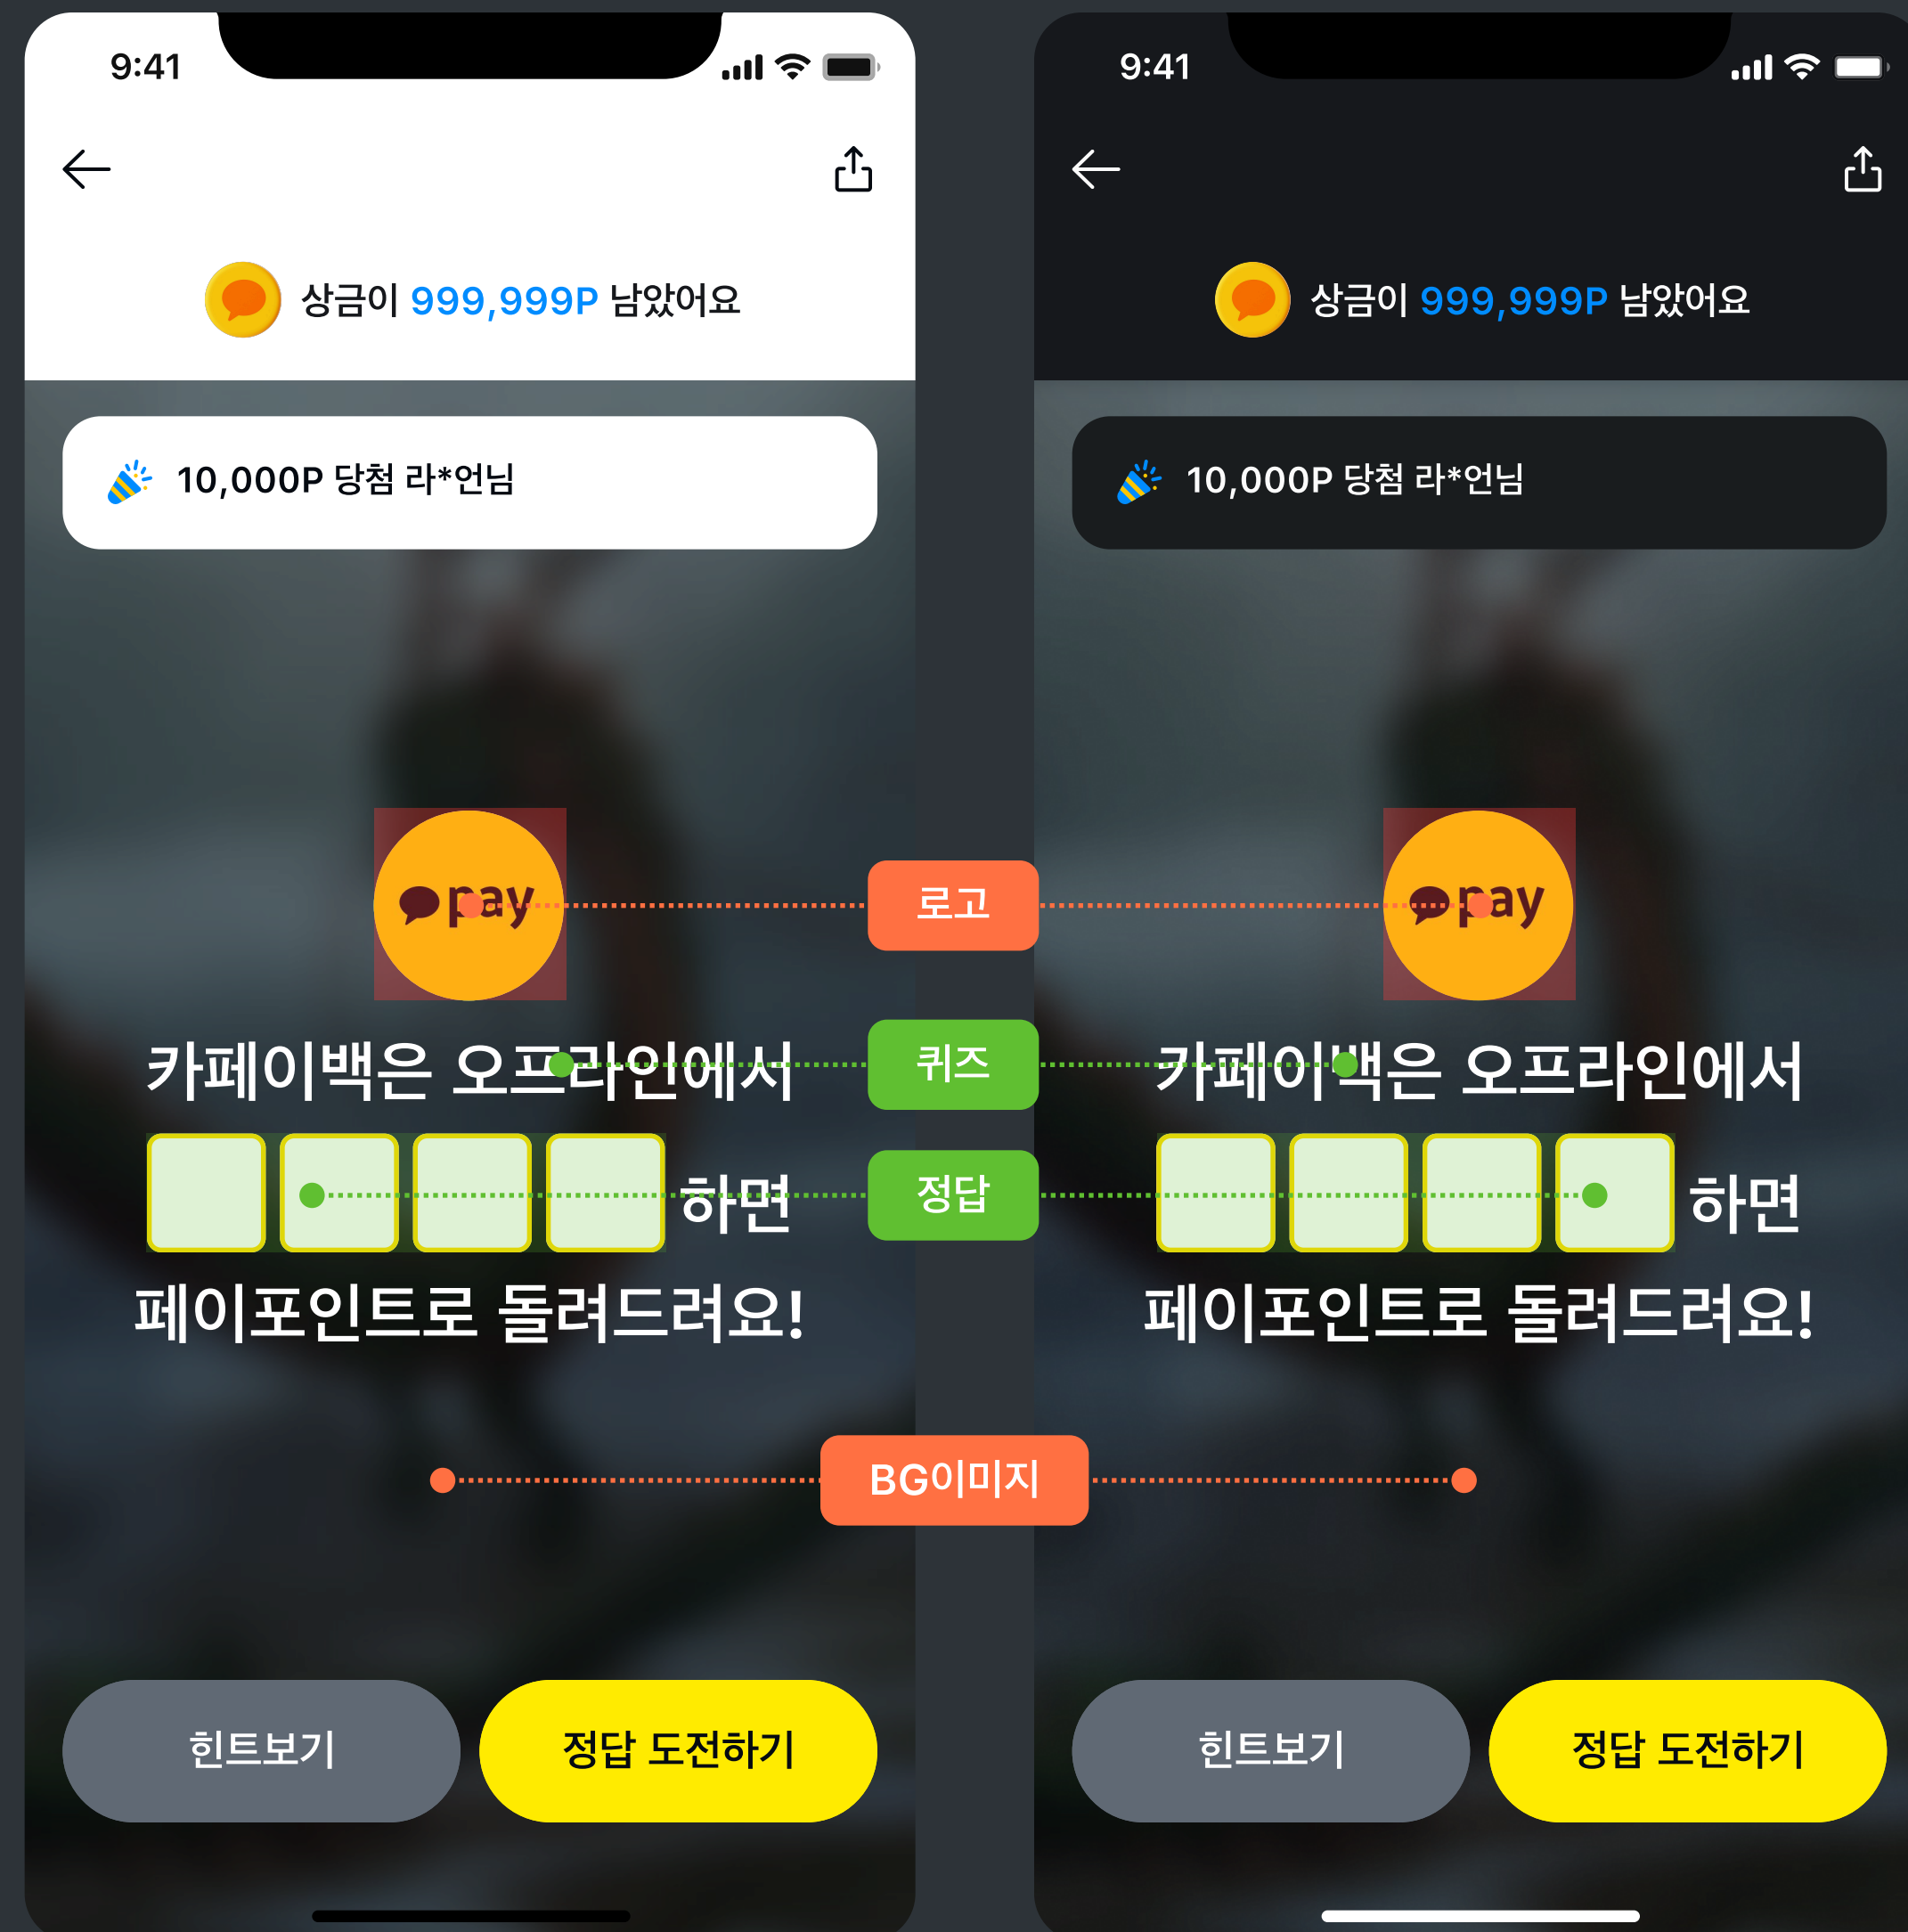 9:41
상금이 999,999P 남았어요
10,000P 당첨 라*언님
pay
카페이백은 오프라인에서
하면
페이포인트로 돌려드려요!
힌트보기
정답 도전하기
로고
퀴즈
정답
BG이미지
9:41
상금이 999,999P 남았어요
10,000P 당첨 라*언님
pay
카페이백은 오프라인에서
하면
페이포인트로 돌려드려요!
힌트보기
정답 도전하기